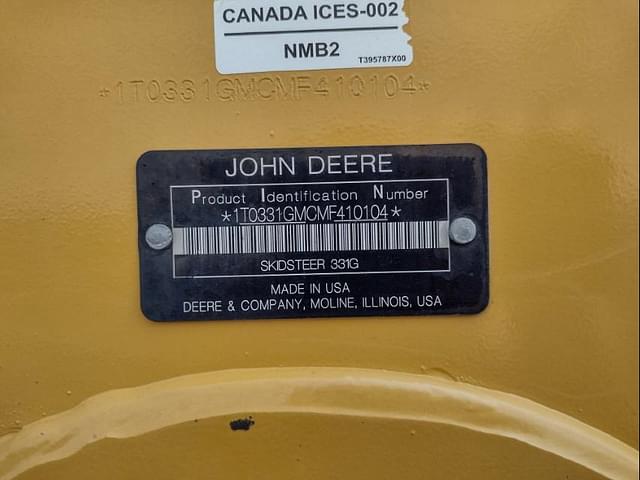 CANADA ICES-002
NMB2
T395787X00
*1T0331GMCMF410104*
JOHN DEERE
Product Identification Number
*1T0331GMCMF410104*
SKIDSTEER 331G
MADE IN USA
DEERE & COMPANY, MOLINE, ILLINOIS, USA